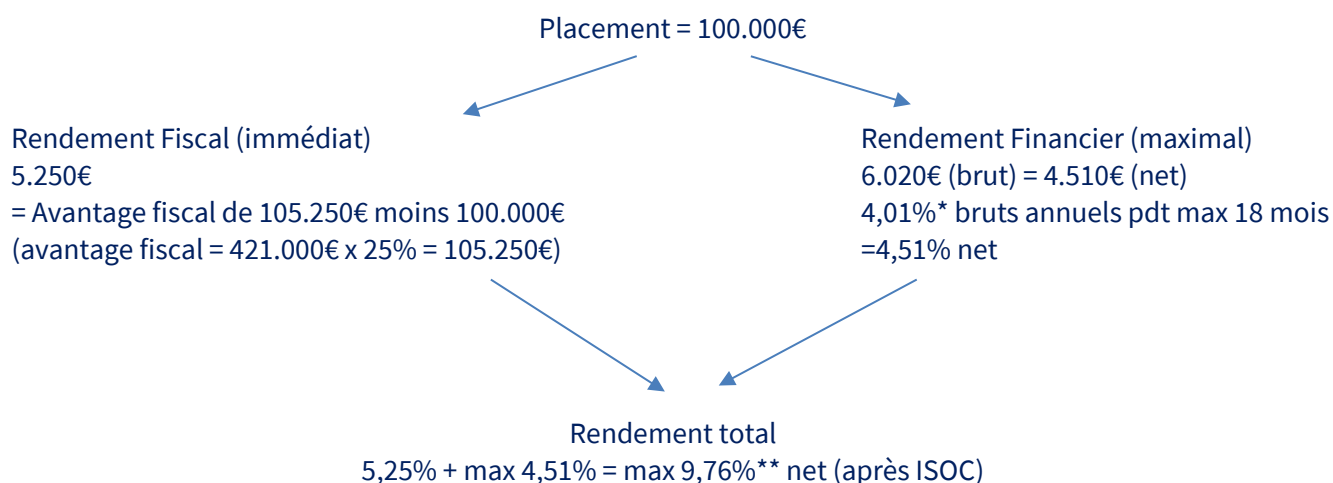 Placement = 100.000€
Rendement Fiscal (immédiat)
5.250€
= Avantage fiscal de 105.250€ moins 100.000€
(avantage fiscal = 421.000€ x 25% = 105.250€)
Rendement Financier (maximal)
6.020€ (brut) = 4.510€ (net)
4,01%* bruts annuels pdt max 18 mois
=4,51% net
Rendement total
5,25% + max 4,51% = max 9,76%** net (après ISOC)